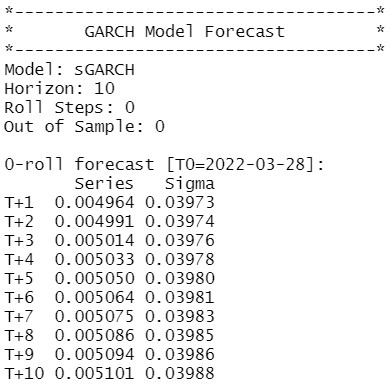 *-----------------------------------*
*       GARCH Model Forecast        *
*-----------------------------------*
Model: sGARCH
Horizon: 10
Roll Steps: 0
Out of Sample: 0

0-roll forecast [T0=2022-03-28]:
       Series   Sigma
T+1  0.004964 0.03973
T+2  0.004991 0.03974
T+3  0.005014 0.03976
T+4  0.005033 0.03978
T+5  0.005050 0.03980
T+6  0.005064 0.03981
T+7  0.005075 0.03983
T+8  0.005086 0.03985
T+9  0.005094 0.03986
T+10 0.005101 0.03988